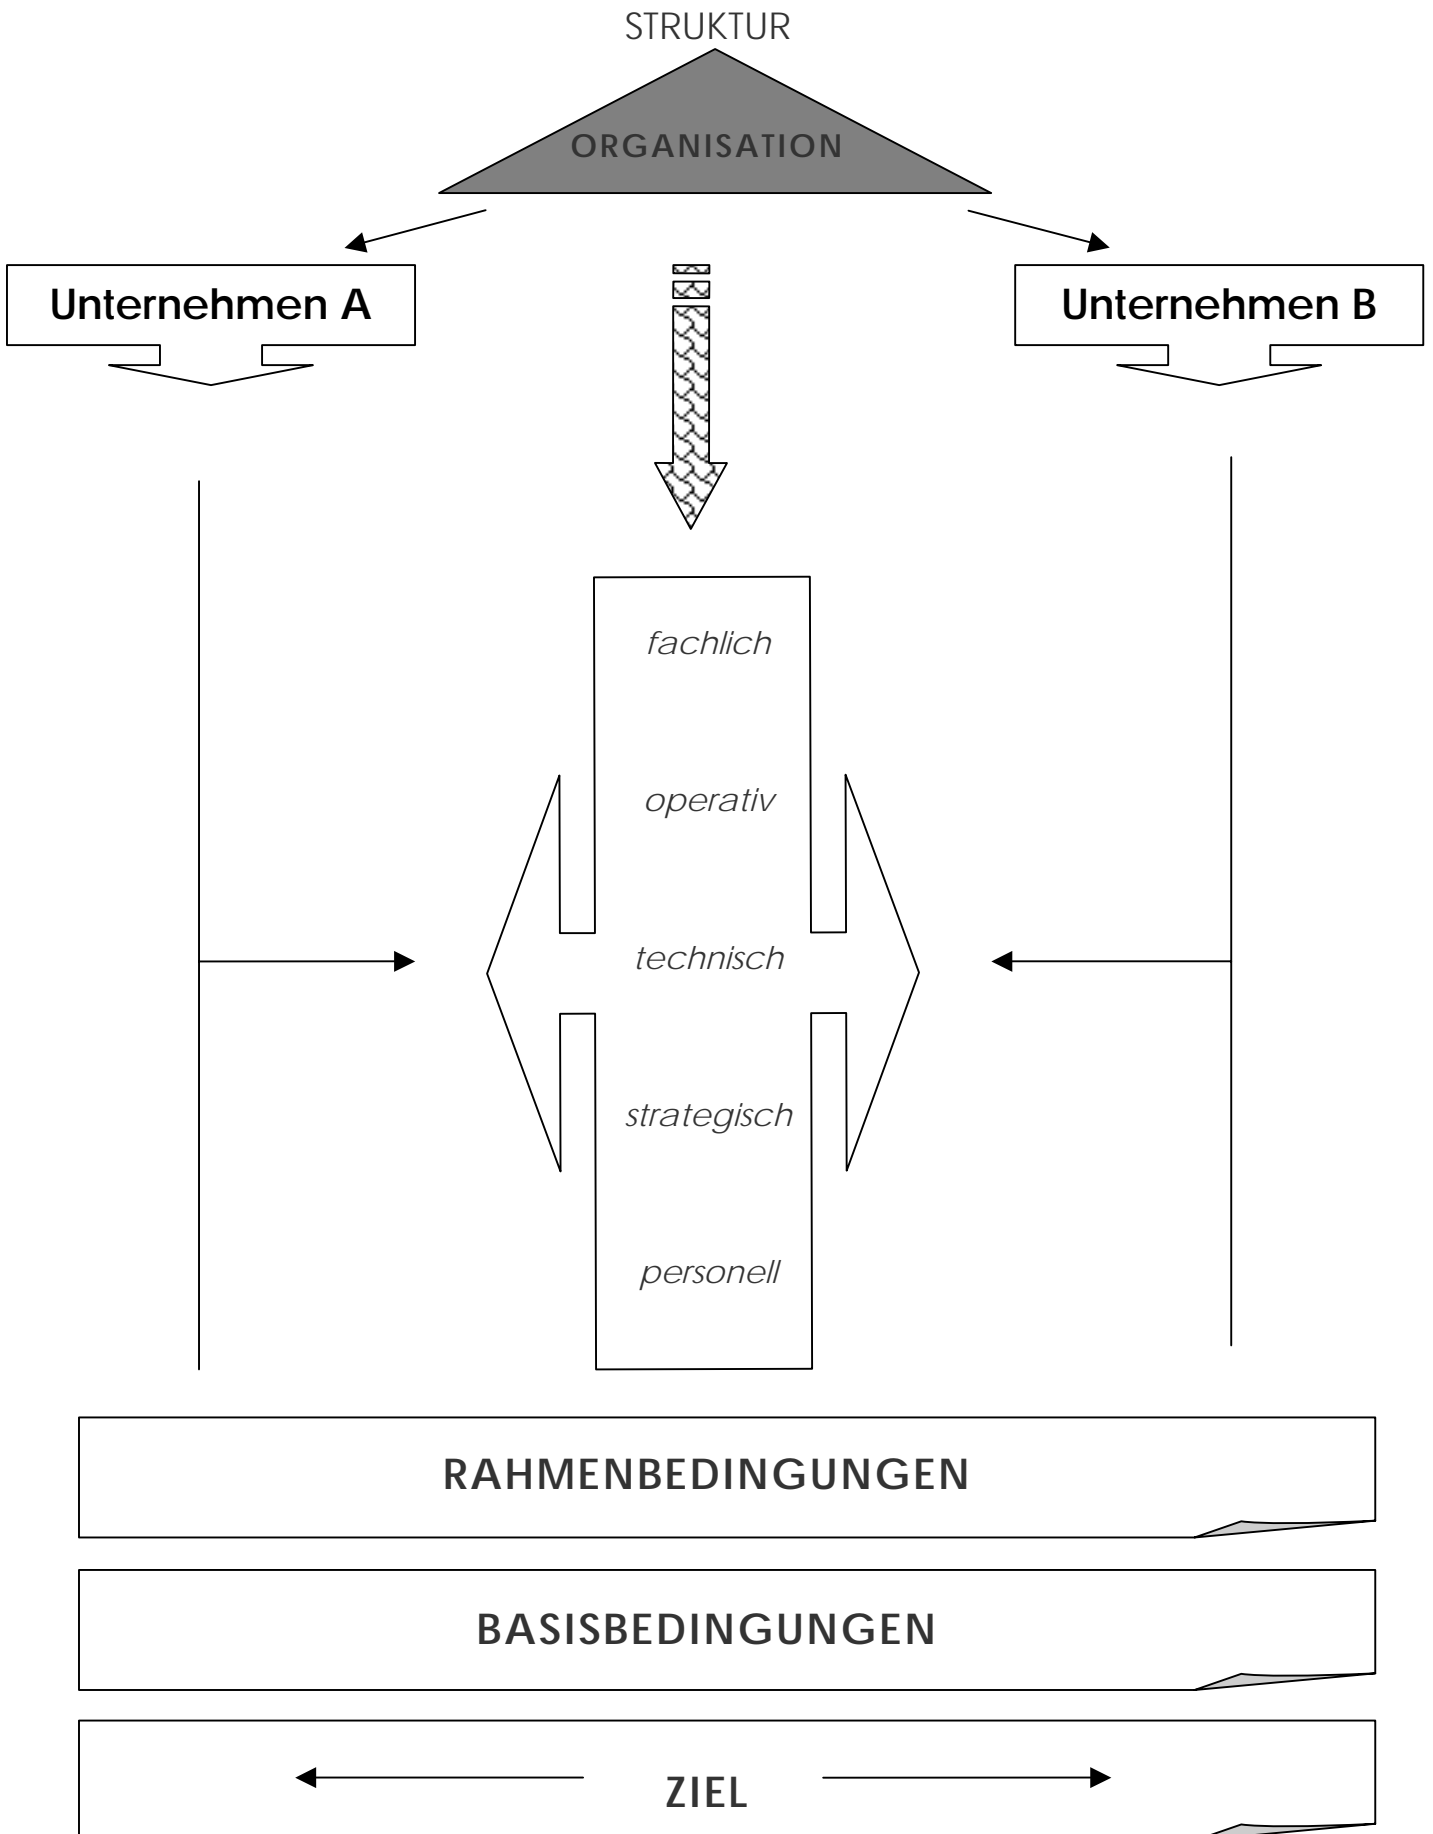 STRUKTUR
ORGANISATION
Unternehmen A
Unternehmen B
fachlich
operativ
technisch
strategisch
personell
RAHMENBEDINGUNGEN
BASISBEDINGUNGEN
ZIEL